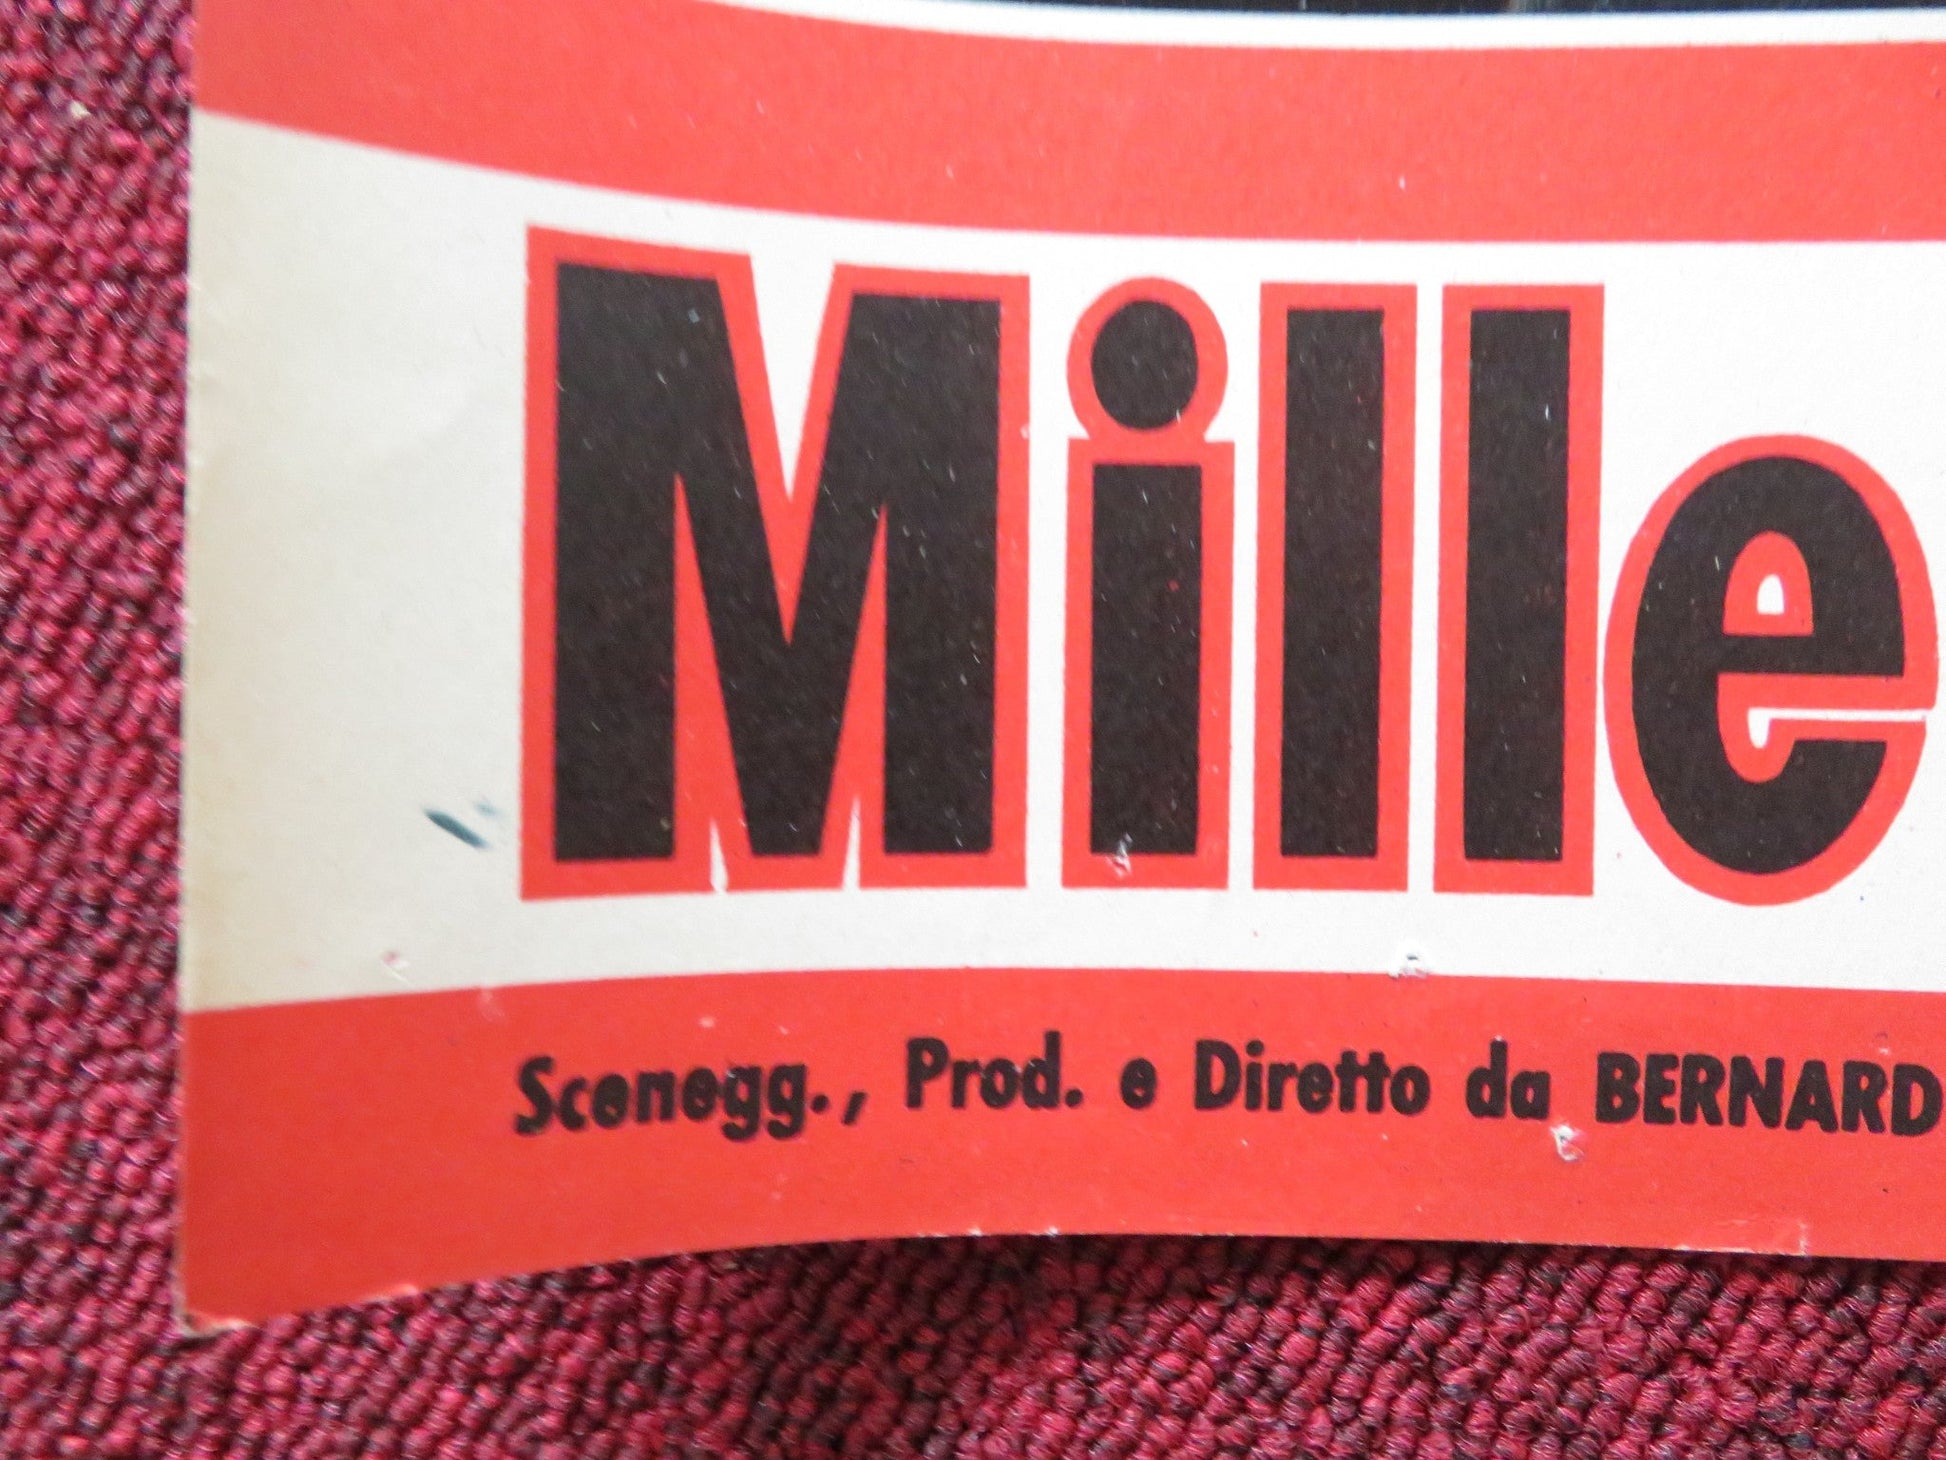 Mille
Scenegg., Prod. e Diretto da BERNARD